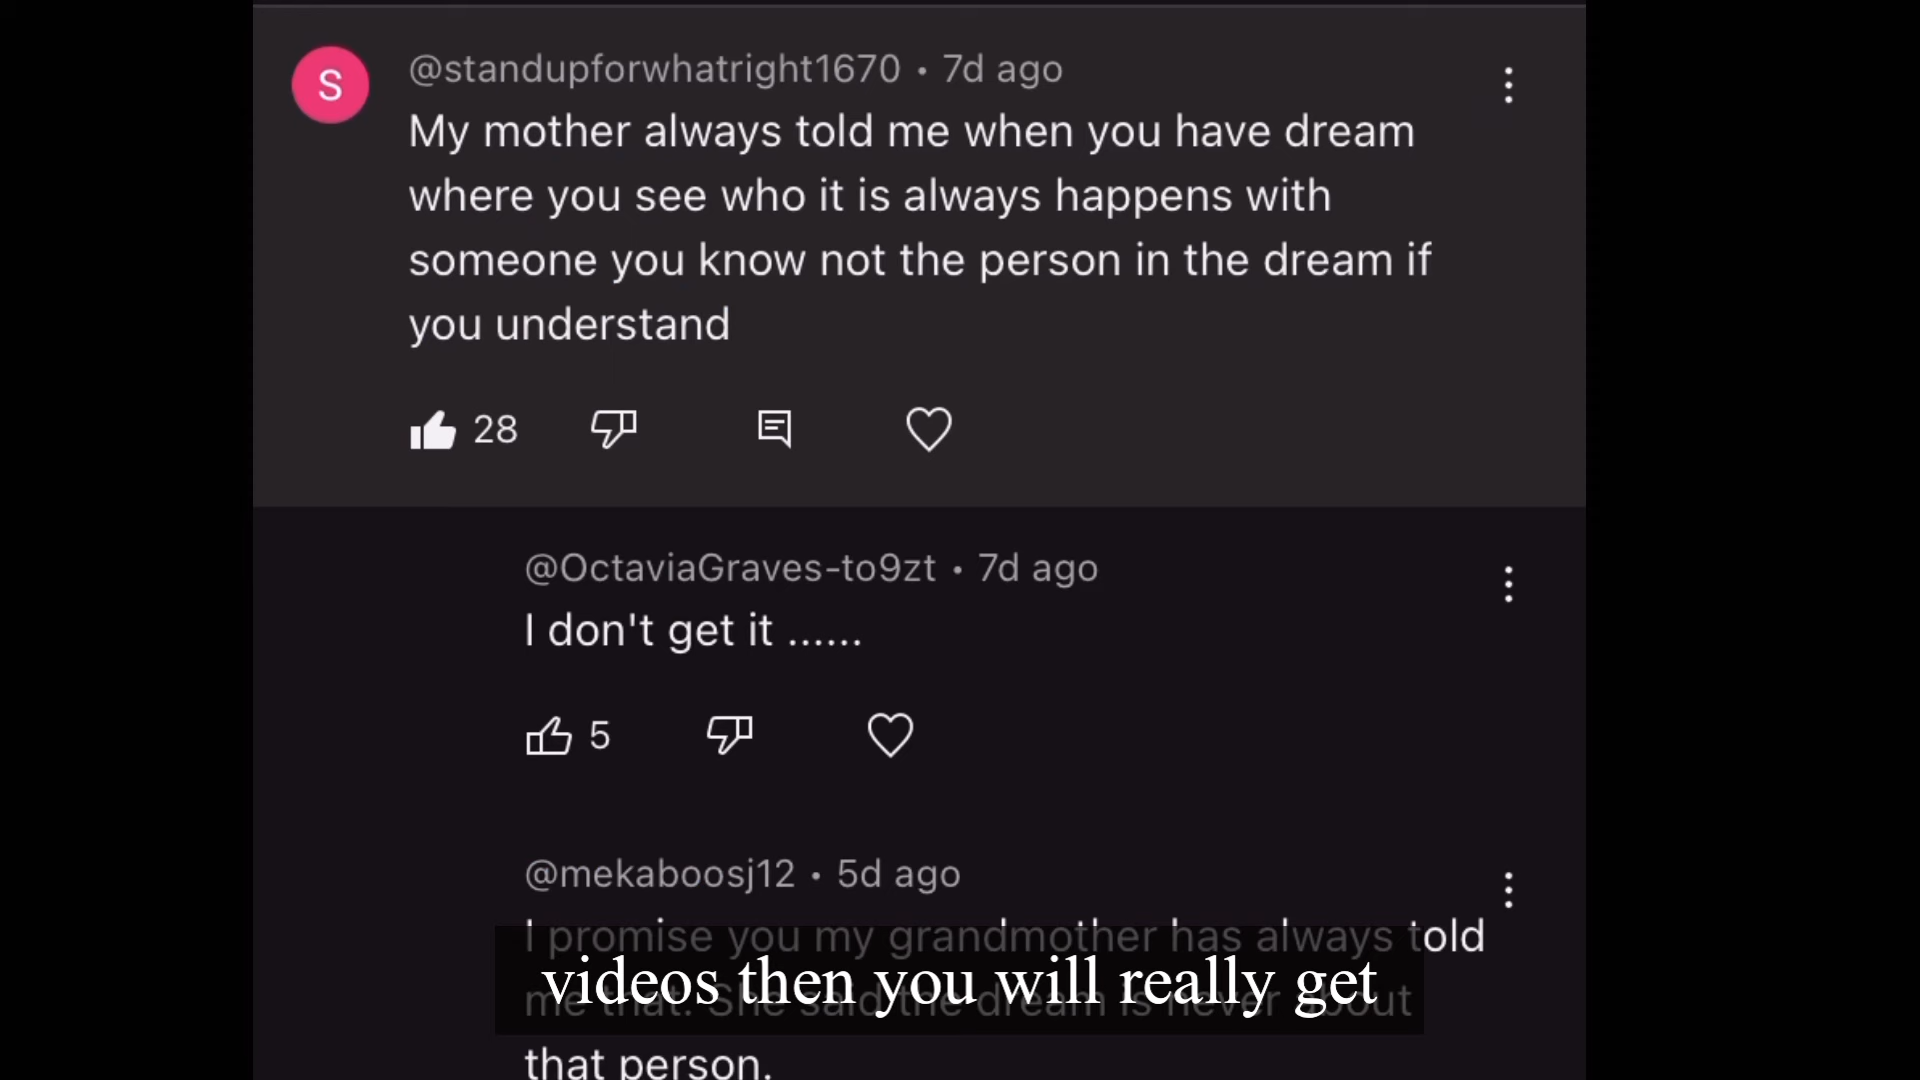 S
@standupforwhatright1670 • 7d ago
My mother always told me when you have dream
where you see who it is always happens with
someone you know not the person in the dream if
you understand
28
@OctaviaGraves-to9zt • 7d ago
I don't get it ......
5
@mekaboosj12 • 5d ago
I promise you my grandmother has always told
videos then you will really get
me that. She said the dream is never about
that person.